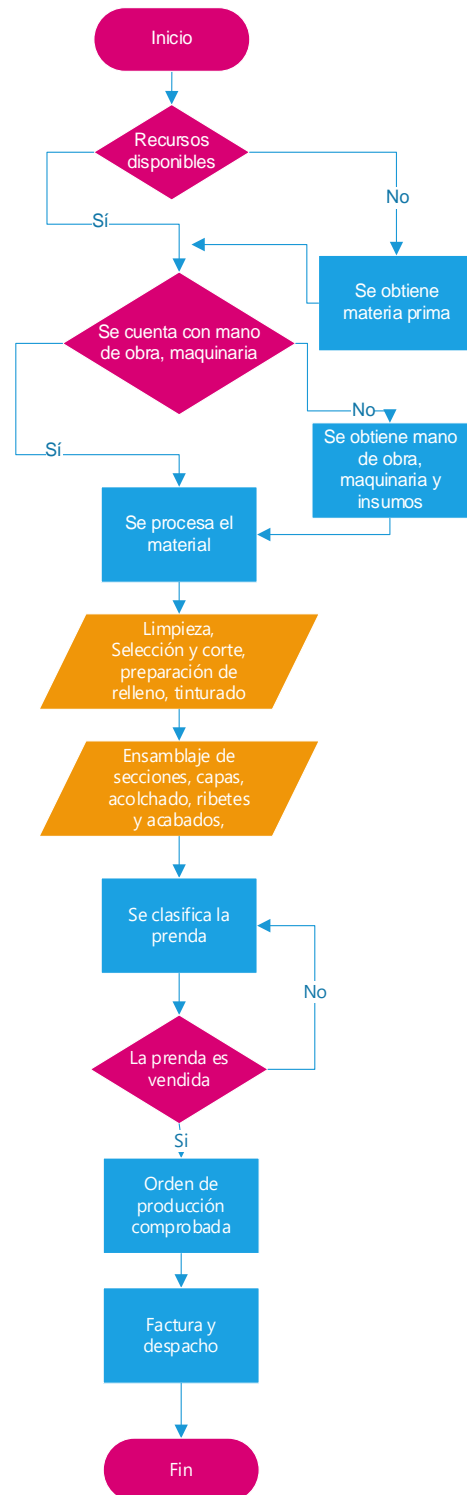 Inicio
Recursos
disponibles
No
Sí
Se obtiene
materia prima
Se cuenta con mano
de obra, maquinaria
No
Sí
Se obtiene mano
de obra,
maquinaria y
insumos
Se procesa el
material
Limpieza,
Selección y corte,
preparación de
relleno, tinturado
Ensamblaje de
secciones, capas,
acolchado, ribetes
y acabados,
Se clasifica la
prenda
No
La prenda es
vendida
Si
Orden de
producción
comprobada
Factura y
despacho
Fin